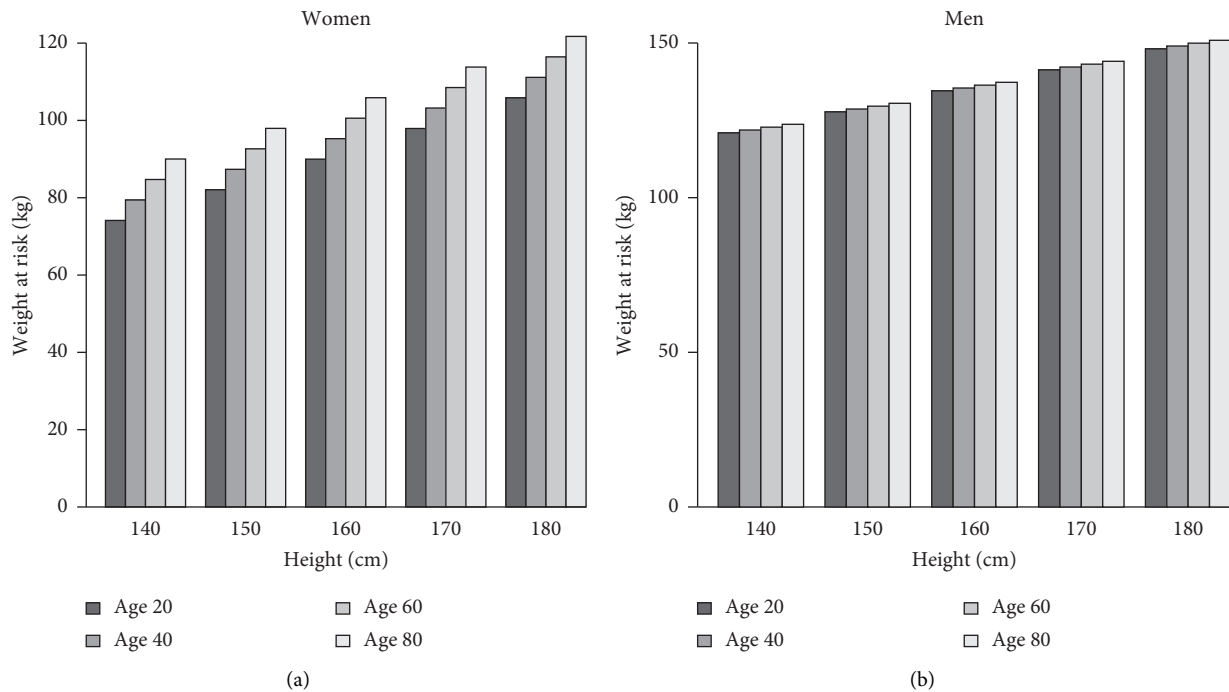 Women
120
100
80
60
40
20
0
Weight at risk (kg)
140 150 160 170 180
Height (cm)
Age 20
Age 40
Age 60
Age 80
(a)
Men
150
100
50
0
Weight at risk (kg)
140 150 160 170 180
Height (cm)
Age 20
Age 40
Age 60
Age 80
(b)